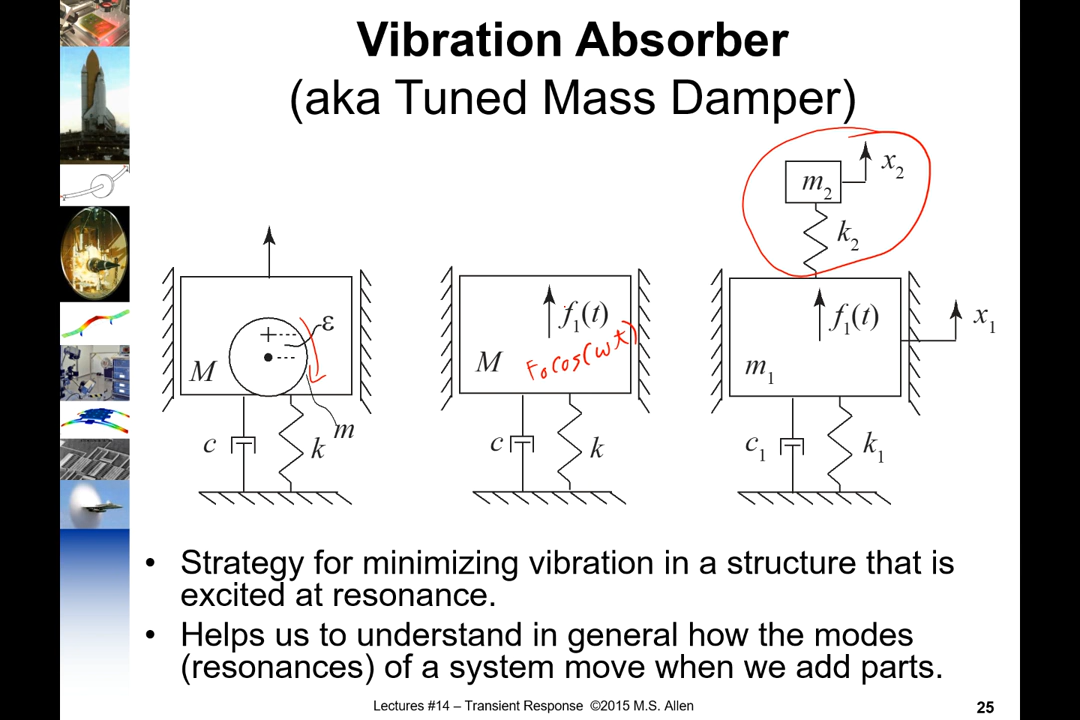 Vibration Absorber
(aka Tuned Mass Damper)
x₂
m₂
k₂
ε
M
m
c
k
f₁(t)
M
F₀cos(ωt)
c
k
f₁(t)
x₁
m₁
c₁
k₁
• Strategy for minimizing vibration in a structure that is
excited at resonance.
• Helps us to understand in general how the modes
(resonances) of a system move when we add parts.
Lectures #14 – Transient Response ©2015 M.S. Allen
25